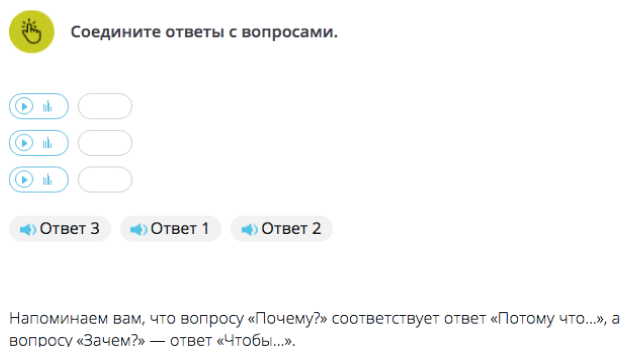 Соедините ответы с вопросами.
Ответ 3 Ответ 1 Ответ 2
Напоминаем вам, что вопросу «Почему?» соответствует ответ «Потому что...», а
вопросу «Зачем?» — ответ «Чтобы...».